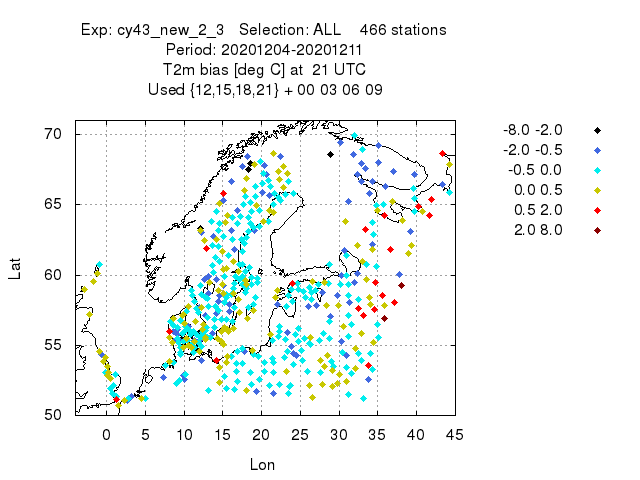 Exp: cy43_new_2_3 Selection: ALL 466 stations
Period: 20201204-20201211
T2m bias [deg C] at 21 UTC
Used {12,15,18,21} + 00 03 06 09
-8.0 -2.0
-2.0 -0.5
-0.5 0.0
0.0 0.5
0.5 2.0
2.0 8.0
70
65
60
55
50
Lat
0 5 10 15 20 25 30 35 40 45
Lon